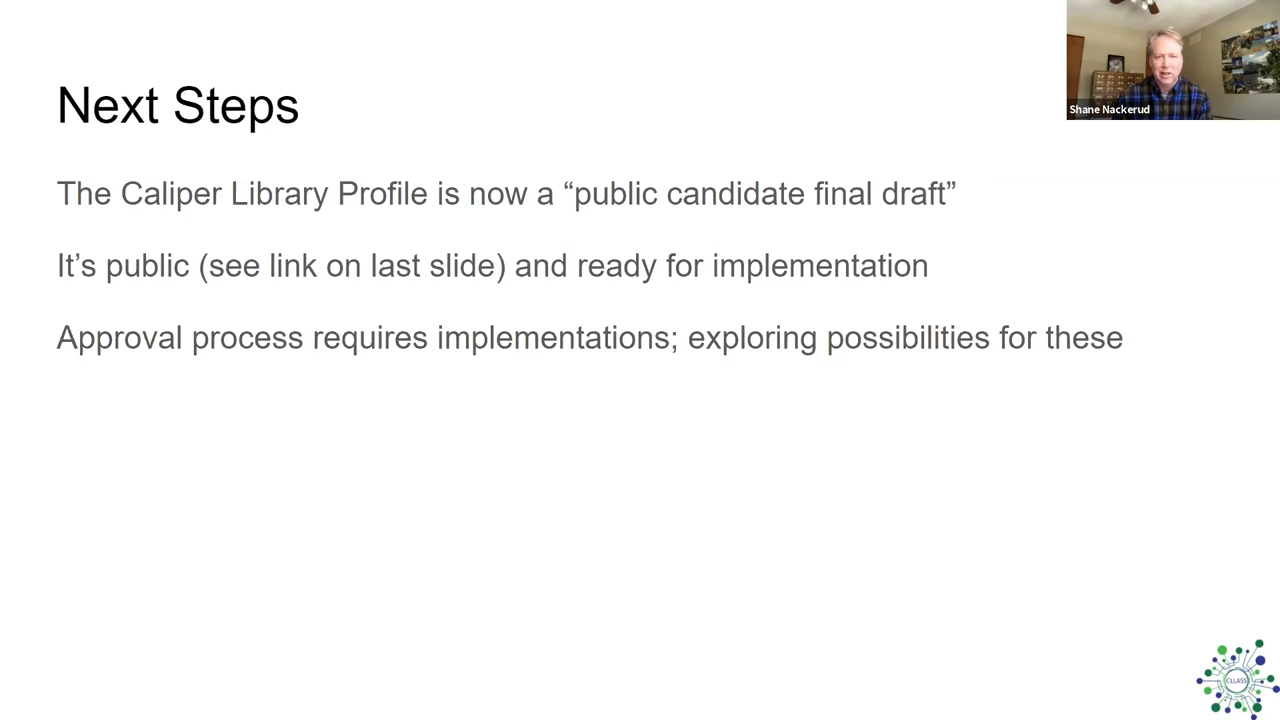 Next Steps
The Caliper Library Profile is now a “public candidate final draft”
It’s public (see link on last slide) and ready for implementation
Approval process requires implementations; exploring possibilities for these
Shane Nackerud
CLLASS